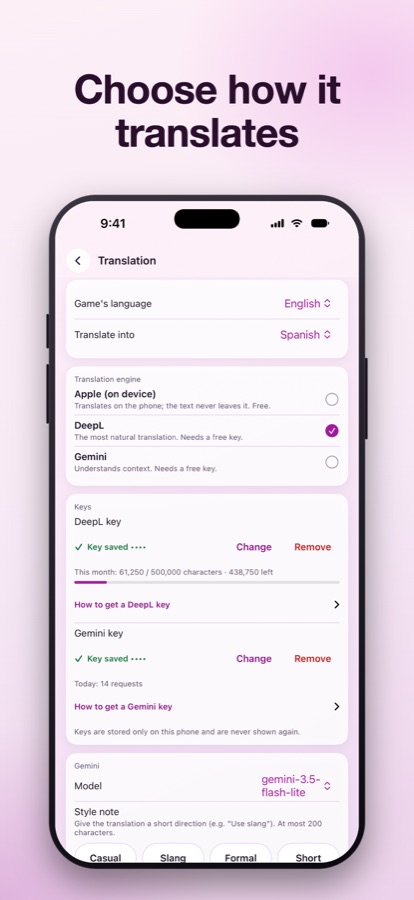 Choose how it
translates
9:41
Translation
Game's language English
Translate into Spanish
Translation engine
Apple (on device)
Translates on the phone; the text never leaves it. Free.
DeepL
The most natural translation. Needs a free key.
Gemini
Understands context. Needs a free key.
Keys
DeepL key
Key saved •••• Change Remove
This month: 61,250 / 500,000 characters · 438,750 left
How to get a DeepL key
Gemini key
Key saved •••• Change Remove
Today: 14 requests
How to get a Gemini key
Keys are stored only on this phone and are never shown again.
Gemini
Model gemini-3.5-
flash-lite
Style note
Give the translation a short direction (e.g. "Use slang"). At most 200
characters.
Casual Slang Formal Short